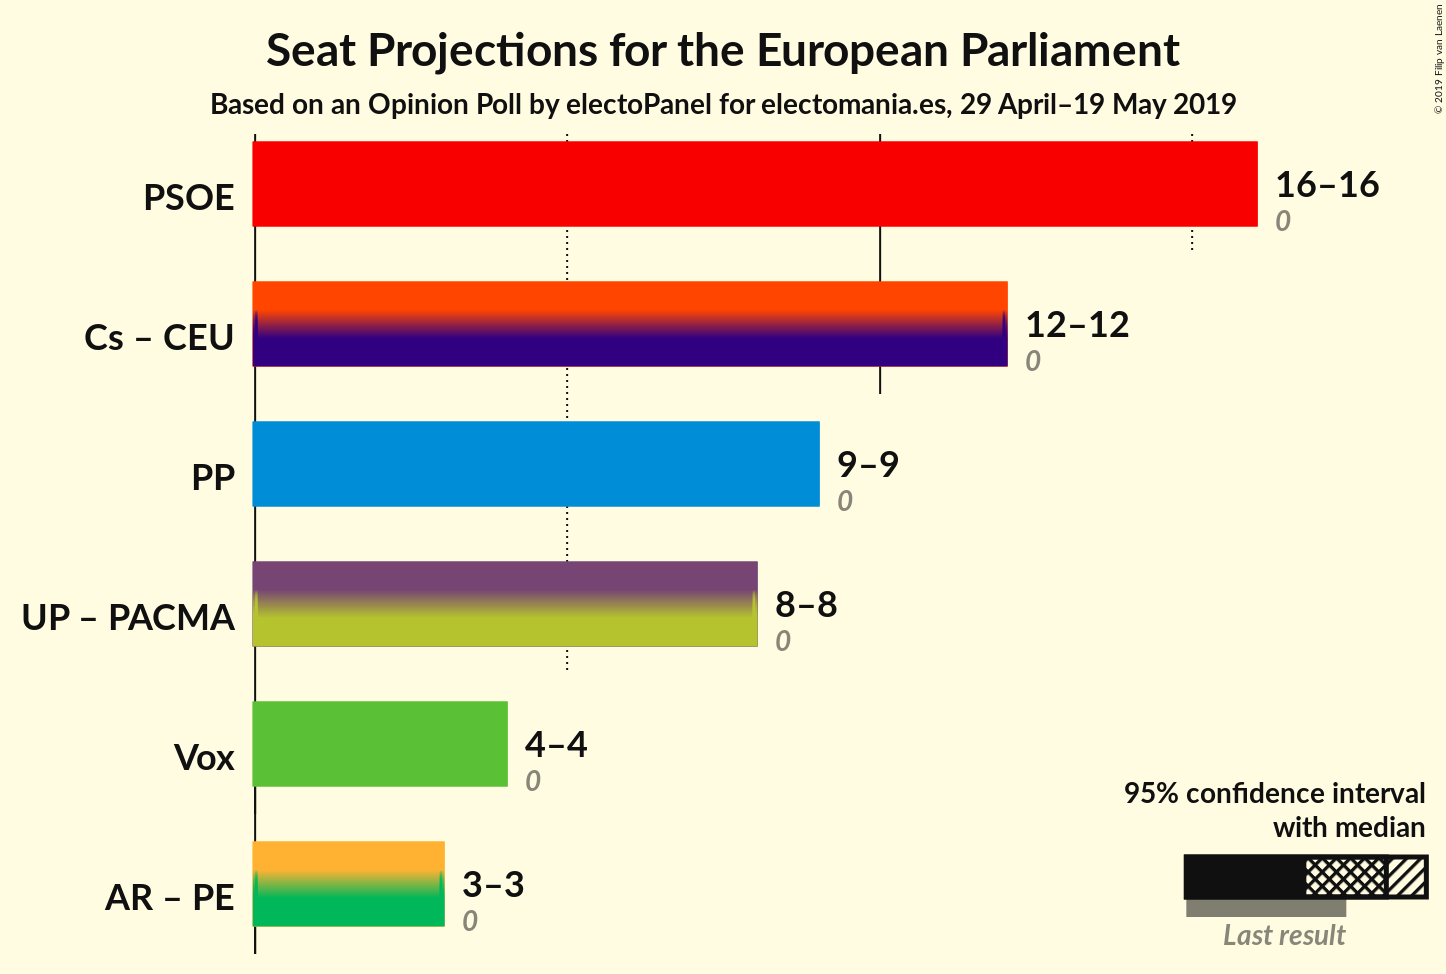 Seat Projections for the European Parliament
Based on an Opinion Poll by electoPanel for electomania.es, 29 April–19 May 2019
© 2019 Filip van Laenen
PSOE
16–16
0
Cs – CEU
12–12
0
PP
9–9
0
UP – PACMA
8–8
0
Vox
4–4
0
AR – PE
3–3
0
95% confidence interval
with median
Last result